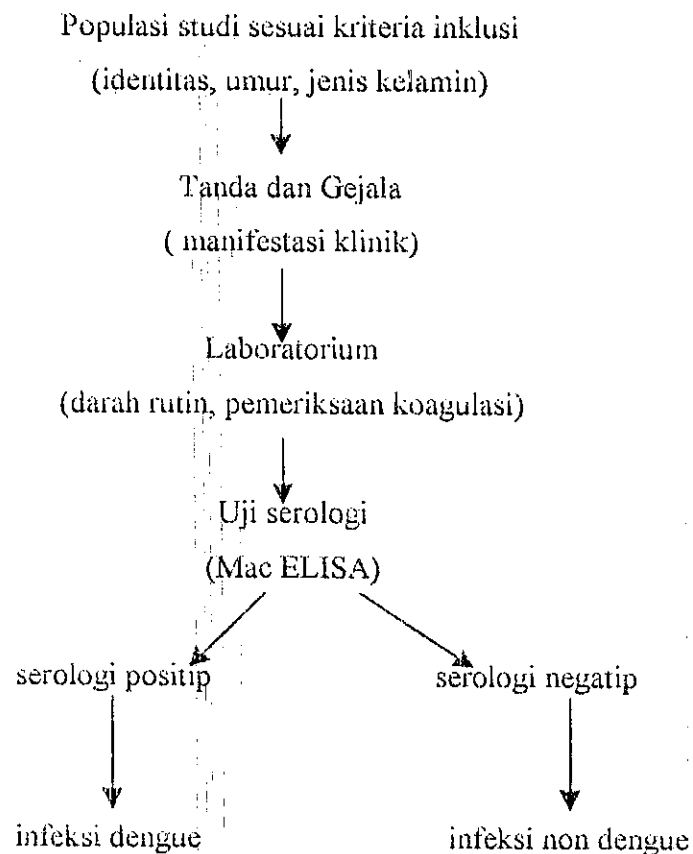 Populasi studi sesuai kriteria inklusi
(identitas, umur, jenis kelamin)
Tanda dan Gejala
( manifestasi klinik)
Laboratorium
(darah rutin, pemeriksaan koagulasi)
Uji serologi
(Mac ELISA)
serologi positip
serologi negatip
infeksi dengue
infeksi non dengue